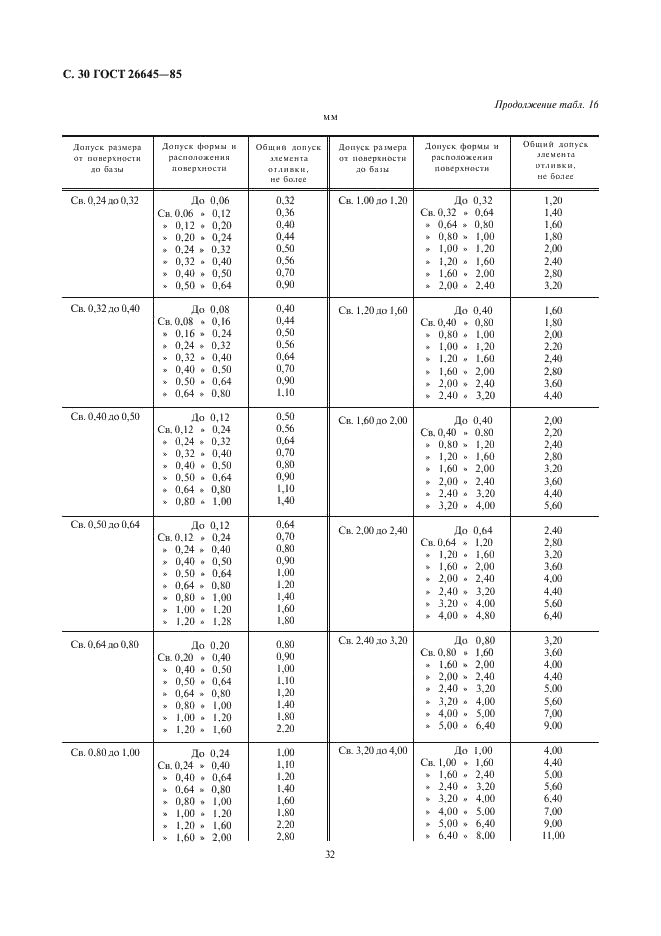 С. 30 ГОСТ 26645—85
Продолжение табл. 16
мм
Допуск размера от поверхности до базы | Допуск формы и расположения поверхности | Общий допуск элемента отливки, не более | Допуск размера от поверхности до базы | Допуск формы и расположения поверхности | Общий допуск элемента отливки, не более
Св. 0,24 до 0,32 | До 0,06 | 0,32 | Св. 1,00 до 1,20 | До 0,32 | 1,20
Св. 0,06 » 0,12 | 0,36 | Св. 0,32 » 0,64 | 1,40
» 0,12 » 0,20 | 0,40 | » 0,64 » 0,80 | 1,60
» 0,20 » 0,24 | 0,44 | » 0,80 » 1,00 | 1,80
» 0,24 » 0,32 | 0,50 | » 1,00 » 1,20 | 2,00
» 0,32 » 0,40 | 0,56 | » 1,20 » 1,60 | 2,40
» 0,40 » 0,50 | 0,70 | » 1,60 » 2,00 | 2,80
» 0,50 » 0,64 | 0,90 | » 2,00 » 2,40 | 3,20
Св. 0,32 до 0,40 | До 0,08 | 0,40 | Св. 1,20 до 1,60 | До 0,40 | 1,60
Св. 0,08 » 0,16 | 0,44 | Св. 0,40 » 0,80 | 1,80
» 0,16 » 0,24 | 0,50 | » 0,80 » 1,00 | 2,00
» 0,24 » 0,32 | 0,56 | » 1,00 » 1,20 | 2,20
» 0,32 » 0,40 | 0,64 | » 1,20 » 1,60 | 2,40
» 0,40 » 0,50 | 0,70 | » 1,60 » 2,00 | 2,80
» 0,50 » 0,64 | 0,90 | » 2,00 » 2,40 | 3,60
» 0,64 » 0,80 | 1,10 | » 2,40 » 3,20 | 4,40
Св. 0,40 до 0,50 | До 0,12 | 0,50 | Св. 1,60 до 2,00 | До 0,40 | 2,00
Св. 0,12 » 0,24 | 0,56 | Св. 0,40 » 0,80 | 2,20
» 0,24 » 0,32 | 0,64 | » 0,80 » 1,20 | 2,40
» 0,32 » 0,40 | 0,70 | » 1,20 » 1,60 | 2,80
» 0,40 » 0,50 | 0,80 | » 1,60 » 2,00 | 3,20
» 0,50 » 0,64 | 0,90 | » 2,00 » 2,40 | 3,60
» 0,64 » 0,80 | 1,10 | » 2,40 » 3,20 | 4,40
» 0,80 » 1,00 | 1,40 | » 3,20 » 4,00 | 5,60
Св. 0,50 до 0,64 | До 0,12 | 0,64 | Св. 2,00 до 2,40 | До 0,64 | 2,40
Св. 0,12 » 0,24 | 0,70 | Св. 0,64 » 1,20 | 2,80
» 0,24 » 0,40 | 0,80 | » 1,20 » 1,60 | 3,20
» 0,40 » 0,50 | 0,90 | » 1,60 » 2,00 | 3,60
» 0,50 » 0,64 | 1,00 | » 2,00 » 2,40 | 4,00
» 0,64 » 0,80 | 1,20 | » 2,40 » 3,20 | 4,40
» 0,80 » 1,00 | 1,40 | » 3,20 » 4,00 | 5,60
» 1,00 » 1,20 | 1,60 | » 4,00 » 4,80 | 6,40
» 1,20 » 1,28 | 1,80
Св. 0,64 до 0,80 | До 0,20 | 0,80 | Св. 2,40 до 3,20 | До 0,80 | 3,20
Св. 0,20 » 0,40 | 0,90 | Св. 0,80 » 1,60 | 3,60
» 0,40 » 0,50 | 1,00 | » 1,60 » 2,00 | 4,00
» 0,50 » 0,64 | 1,10 | » 2,00 » 2,40 | 4,40
» 0,64 » 0,80 | 1,20 | » 2,40 » 3,20 | 5,00
» 0,80 » 1,00 | 1,40 | » 3,20 » 4,00 | 5,60
» 1,00 » 1,20 | 1,80 | » 4,00 » 5,00 | 7,00
» 1,20 » 1,60 | 2,20 | » 5,00 » 6,40 | 9,00
Св. 0,80 до 1,00 | До 0,24 | 1,00 | Св. 3,20 до 4,00 | До 1,00 | 4,00
Св. 0,24 » 0,40 | 1,10 | Св. 1,00 » 1,60 | 4,40
» 0,40 » 0,64 | 1,20 | » 1,60 » 2,40 | 5,00
» 0,64 » 0,80 | 1,40 | » 2,40 » 3,20 | 5,60
» 0,80 » 1,00 | 1,60 | » 3,20 » 4,00 | 6,40
» 1,00 » 1,20 | 1,80 | » 4,00 » 5,00 | 7,00
» 1,20 » 1,60 | 2,20 | » 5,00 » 6,40 | 9,00
» 1,60 » 2,00 | 2,80 | » 6,40 » 8,00 | 11,00
32